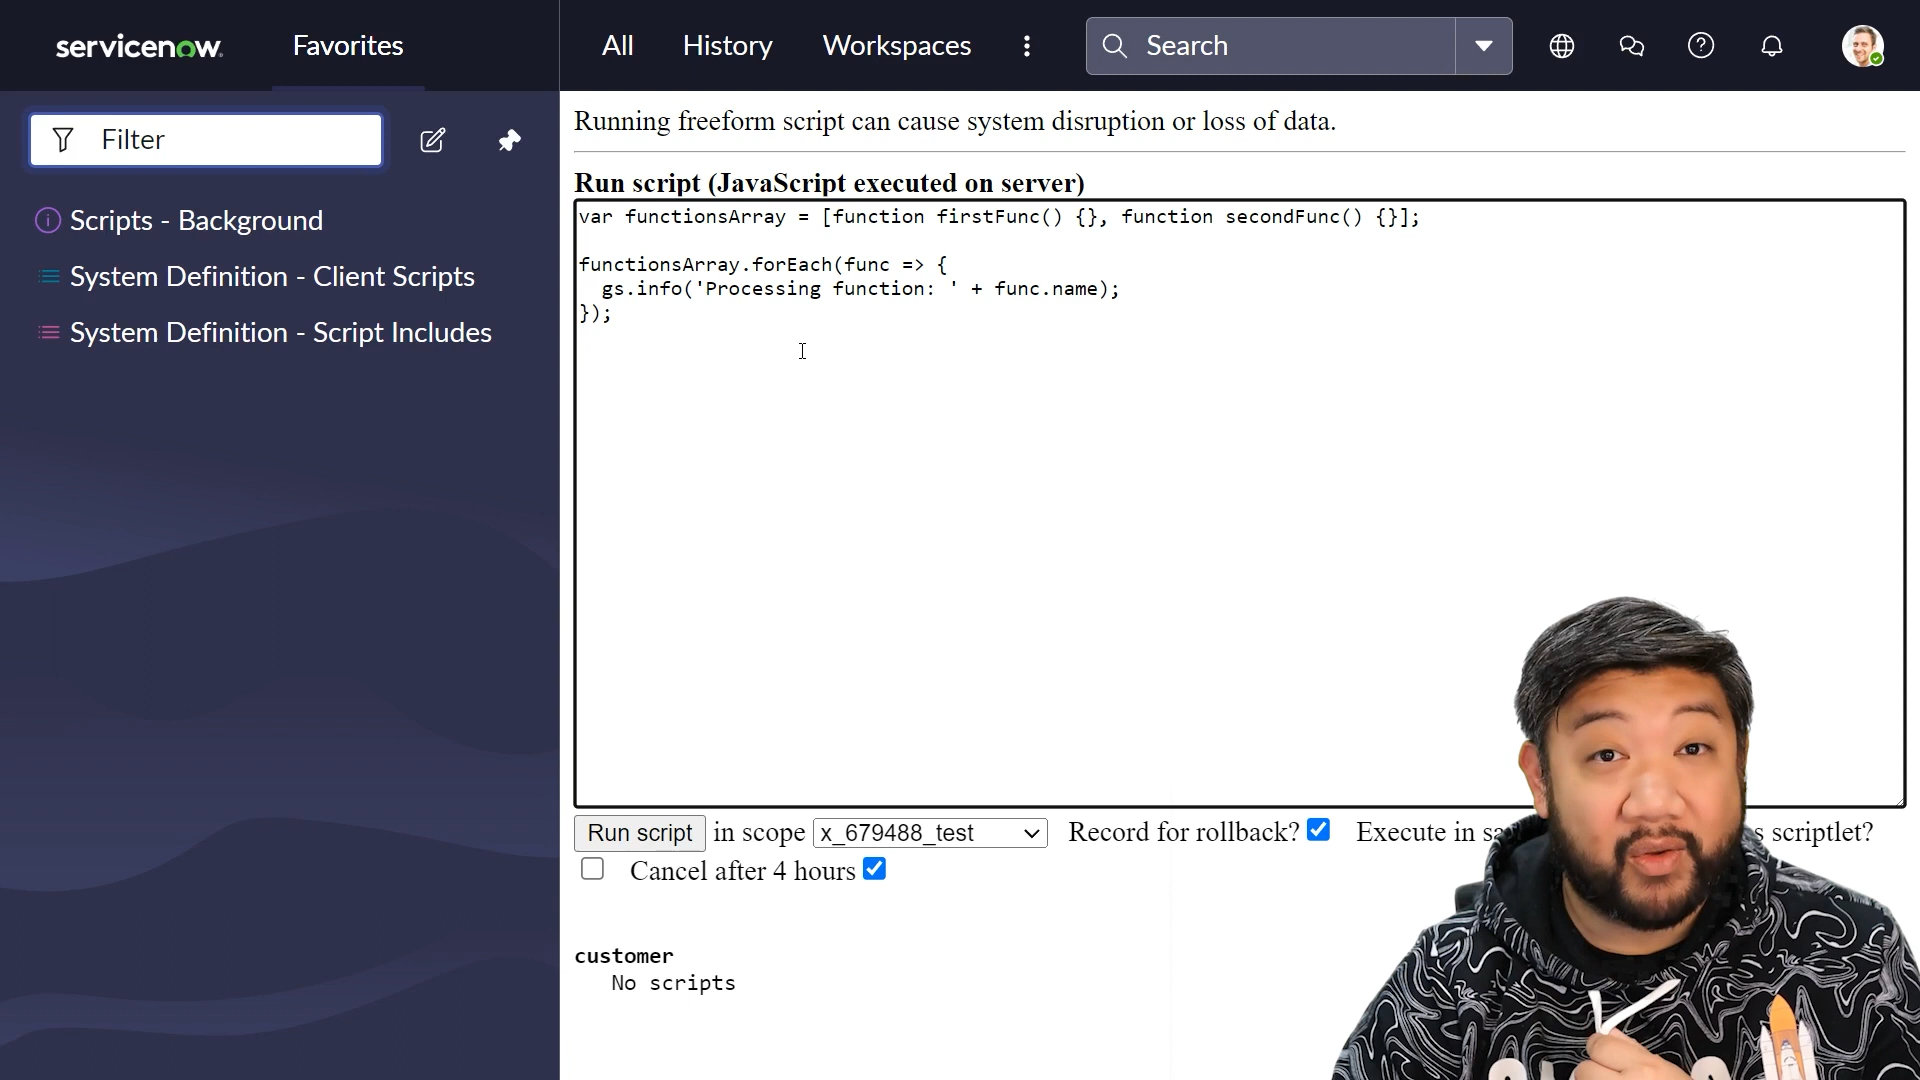 servicenow
Favorites
All
History
Workspaces
Search
Filter
Scripts - Background
System Definition - Client Scripts
System Definition - Script Includes
Running freeform script can cause system disruption or loss of data.
Run script (JavaScript executed on server)
var functionsArray = [function firstFunc() {}, function secondFunc() {}];
functionsArray.forEach(func => {
gs.info('Processing function: ' + func.name);
});
Run script in scope x_679488_test Record for rollback? Execute in s scriptlet?
Cancel after 4 hours
customer
No scripts